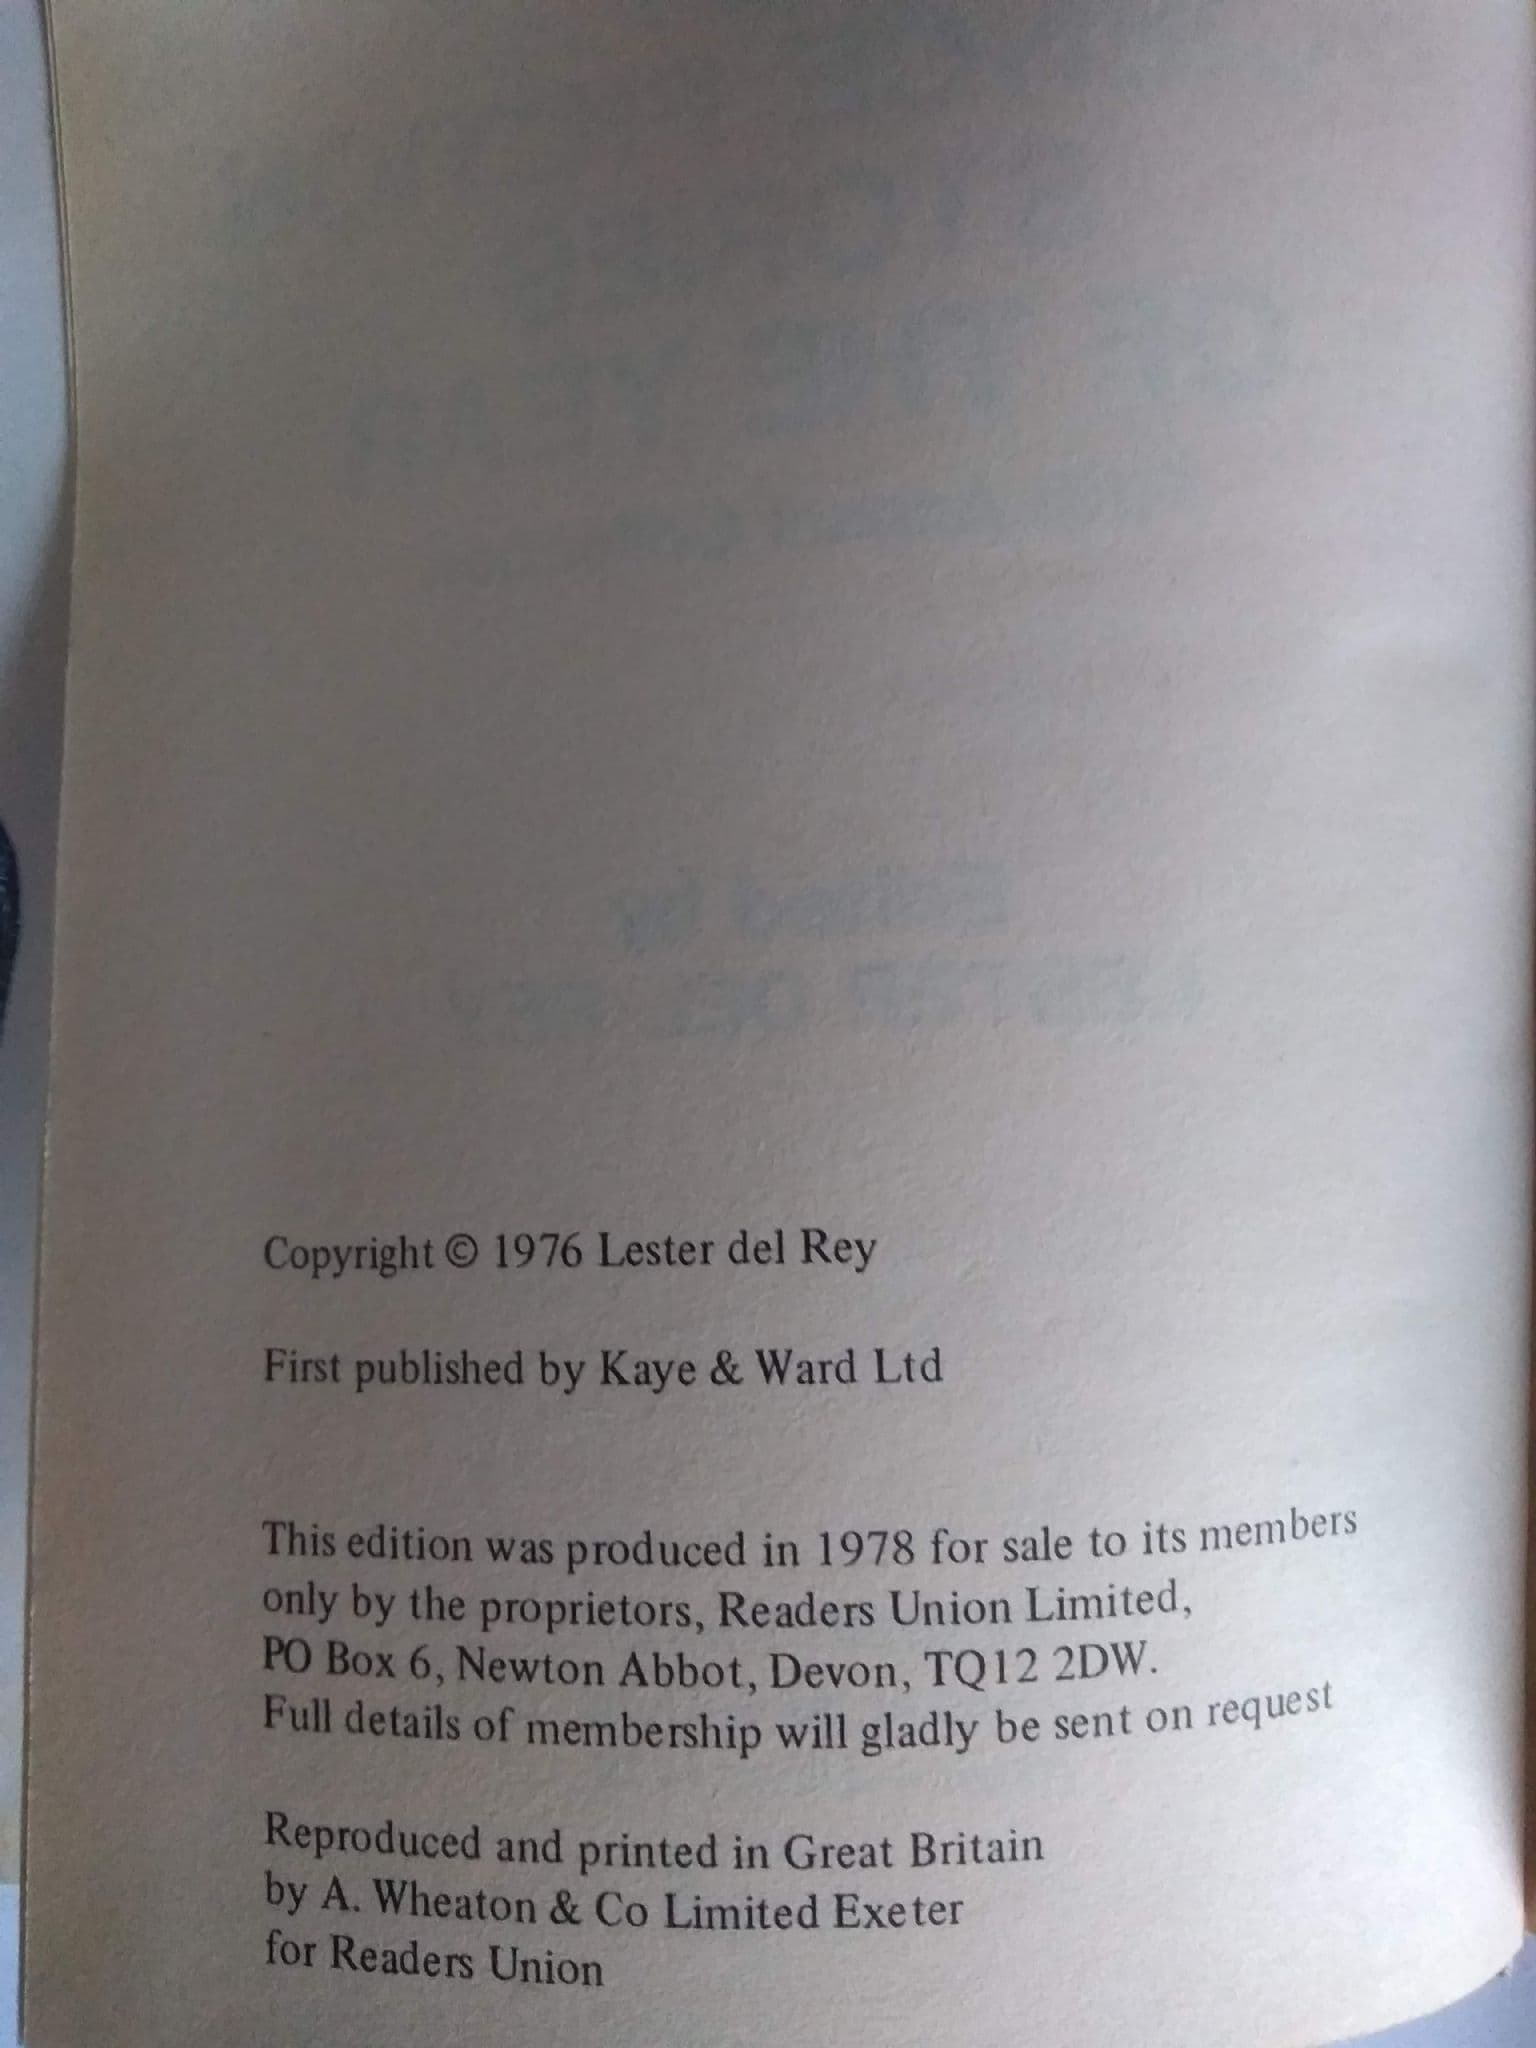 Copyright © 1976 Lester del Rey
First published by Kaye & Ward Ltd
This edition was produced in 1978 for sale to its members
only by the proprietors, Readers Union Limited,
PO Box 6, Newton Abbot, Devon, TQ12 2DW.
Full details of membership will gladly be sent on request
Reproduced and printed in Great Britain
by A. Wheaton & Co Limited Exeter
for Readers Union